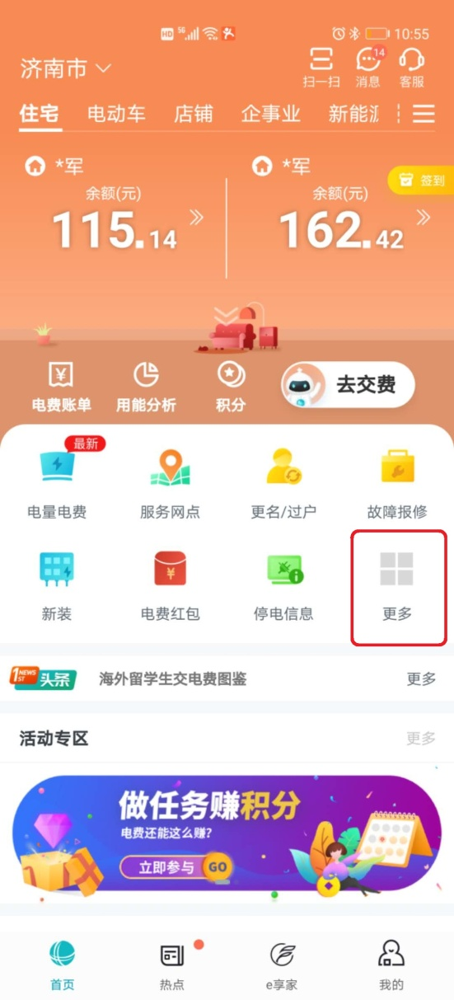 HD 5G 10:55
济南市
扫一扫 消息 14 客服
住宅 电动车 店铺 企事业 新能源
*军 *军
签到
余额(元) 余额(元)
115.14 162.42
电费账单 用能分析 积分 去交费
最新
电量电费 服务网点 更名/过户 故障报修
新装 电费红包 停电信息 更多
1ST NEWS 头条 海外留学生交电费图鉴 更多
活动专区 更多
做任务赚积分
电费还能这么赚?
立即参与 GO
首页 热点 e享家 我的